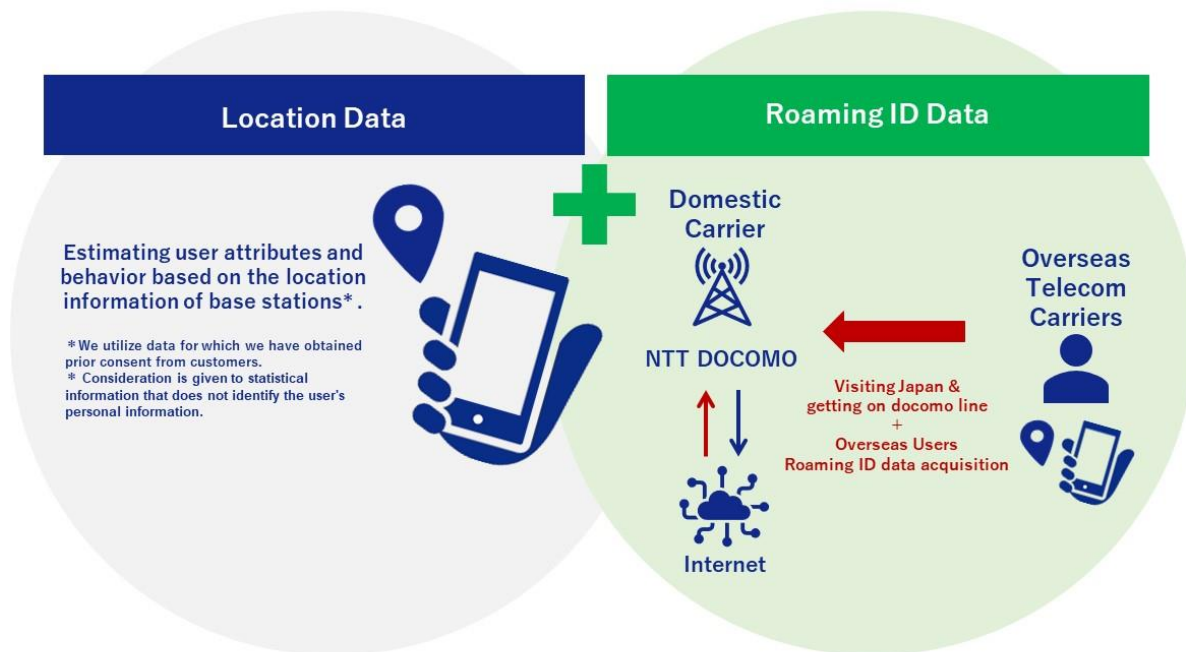 Location Data
Estimating user attributes and
behavior based on the location
information of base stations* .
* We utilize data for which we have obtained
prior consent from customers.
* Consideration is given to statistical
information that does not identify the user's
personal information.
Roaming ID Data
Domestic
Carrier
NTT DOCOMO
Internet
Visiting Japan &
getting on docomo line
+
Overseas Users
Roaming ID data acquisition
Overseas
Telecom
Carriers